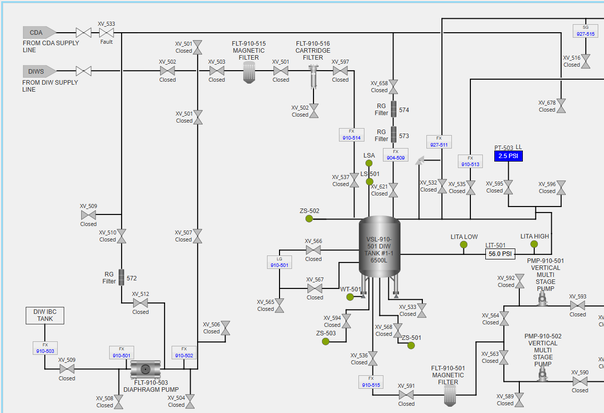 CDA
FROM CDA SUPPLY
LINE
XV_533
Fault
DIWS
FROM DIW SUPPLY
LINE
XV_501
Closed
XV_502
Closed
XV_503
Closed
FLT-910-515
MAGNETIC
FILTER
XV_501
Closed
FLT-910-516
CARTRIDGE
FILTER
XV_597
Closed
XV_502
Closed
XV_501
Closed
XV_658
Closed
RG
Filter
574
RG
Filter
573
FX
910-514
FX
904-509
FX
927-511
FX
910-513
927-515
XV_516
Closed
XV_678
Closed
PT-503
LL
2.5 PSI
LSA
XV_537
Closed
XV_621
Closed
XV_532
Closed
XV_535
Closed
XV_595
Closed
XV_596
Closed
ZS-502
XV_509
Closed
XV_510
Closed
XV_507
Closed
XV_566
Closed
LG
910-501
XV_567
Closed
XV_565
Closed
VSL-910-
501 DIW
TANK #1-1
6500L
LITA LOW
LIT-501
56.0 PSI
LITA HIGH
PMP-910-501
VERTICAL
MULTI
STAGE
PUMP
XV_592
Closed
XV_593
Closed
RG
Filter
572
XV_512
Closed
WT-501
XV_594
Closed
ZS-503
XV_533
Closed
XV_568
Closed
ZS-501
XV_564
Closed
XV_563
Closed
DIW IBC
TANK
FX
910-503
XV_509
Closed
FX
910-501
FX
910-502
XV_506
Closed
FLT-910-503
DIAPHRAGM PUMP
XV_508
Closed
XV_504
Closed
XV_536
Closed
FX
910-515
XV_591
Closed
FLT-910-501
MAGNETIC
FILTER
PMP-910-502
VERTICAL
MULTI
STAGE
PUMP
XV_590
Closed
XV_589
Closed